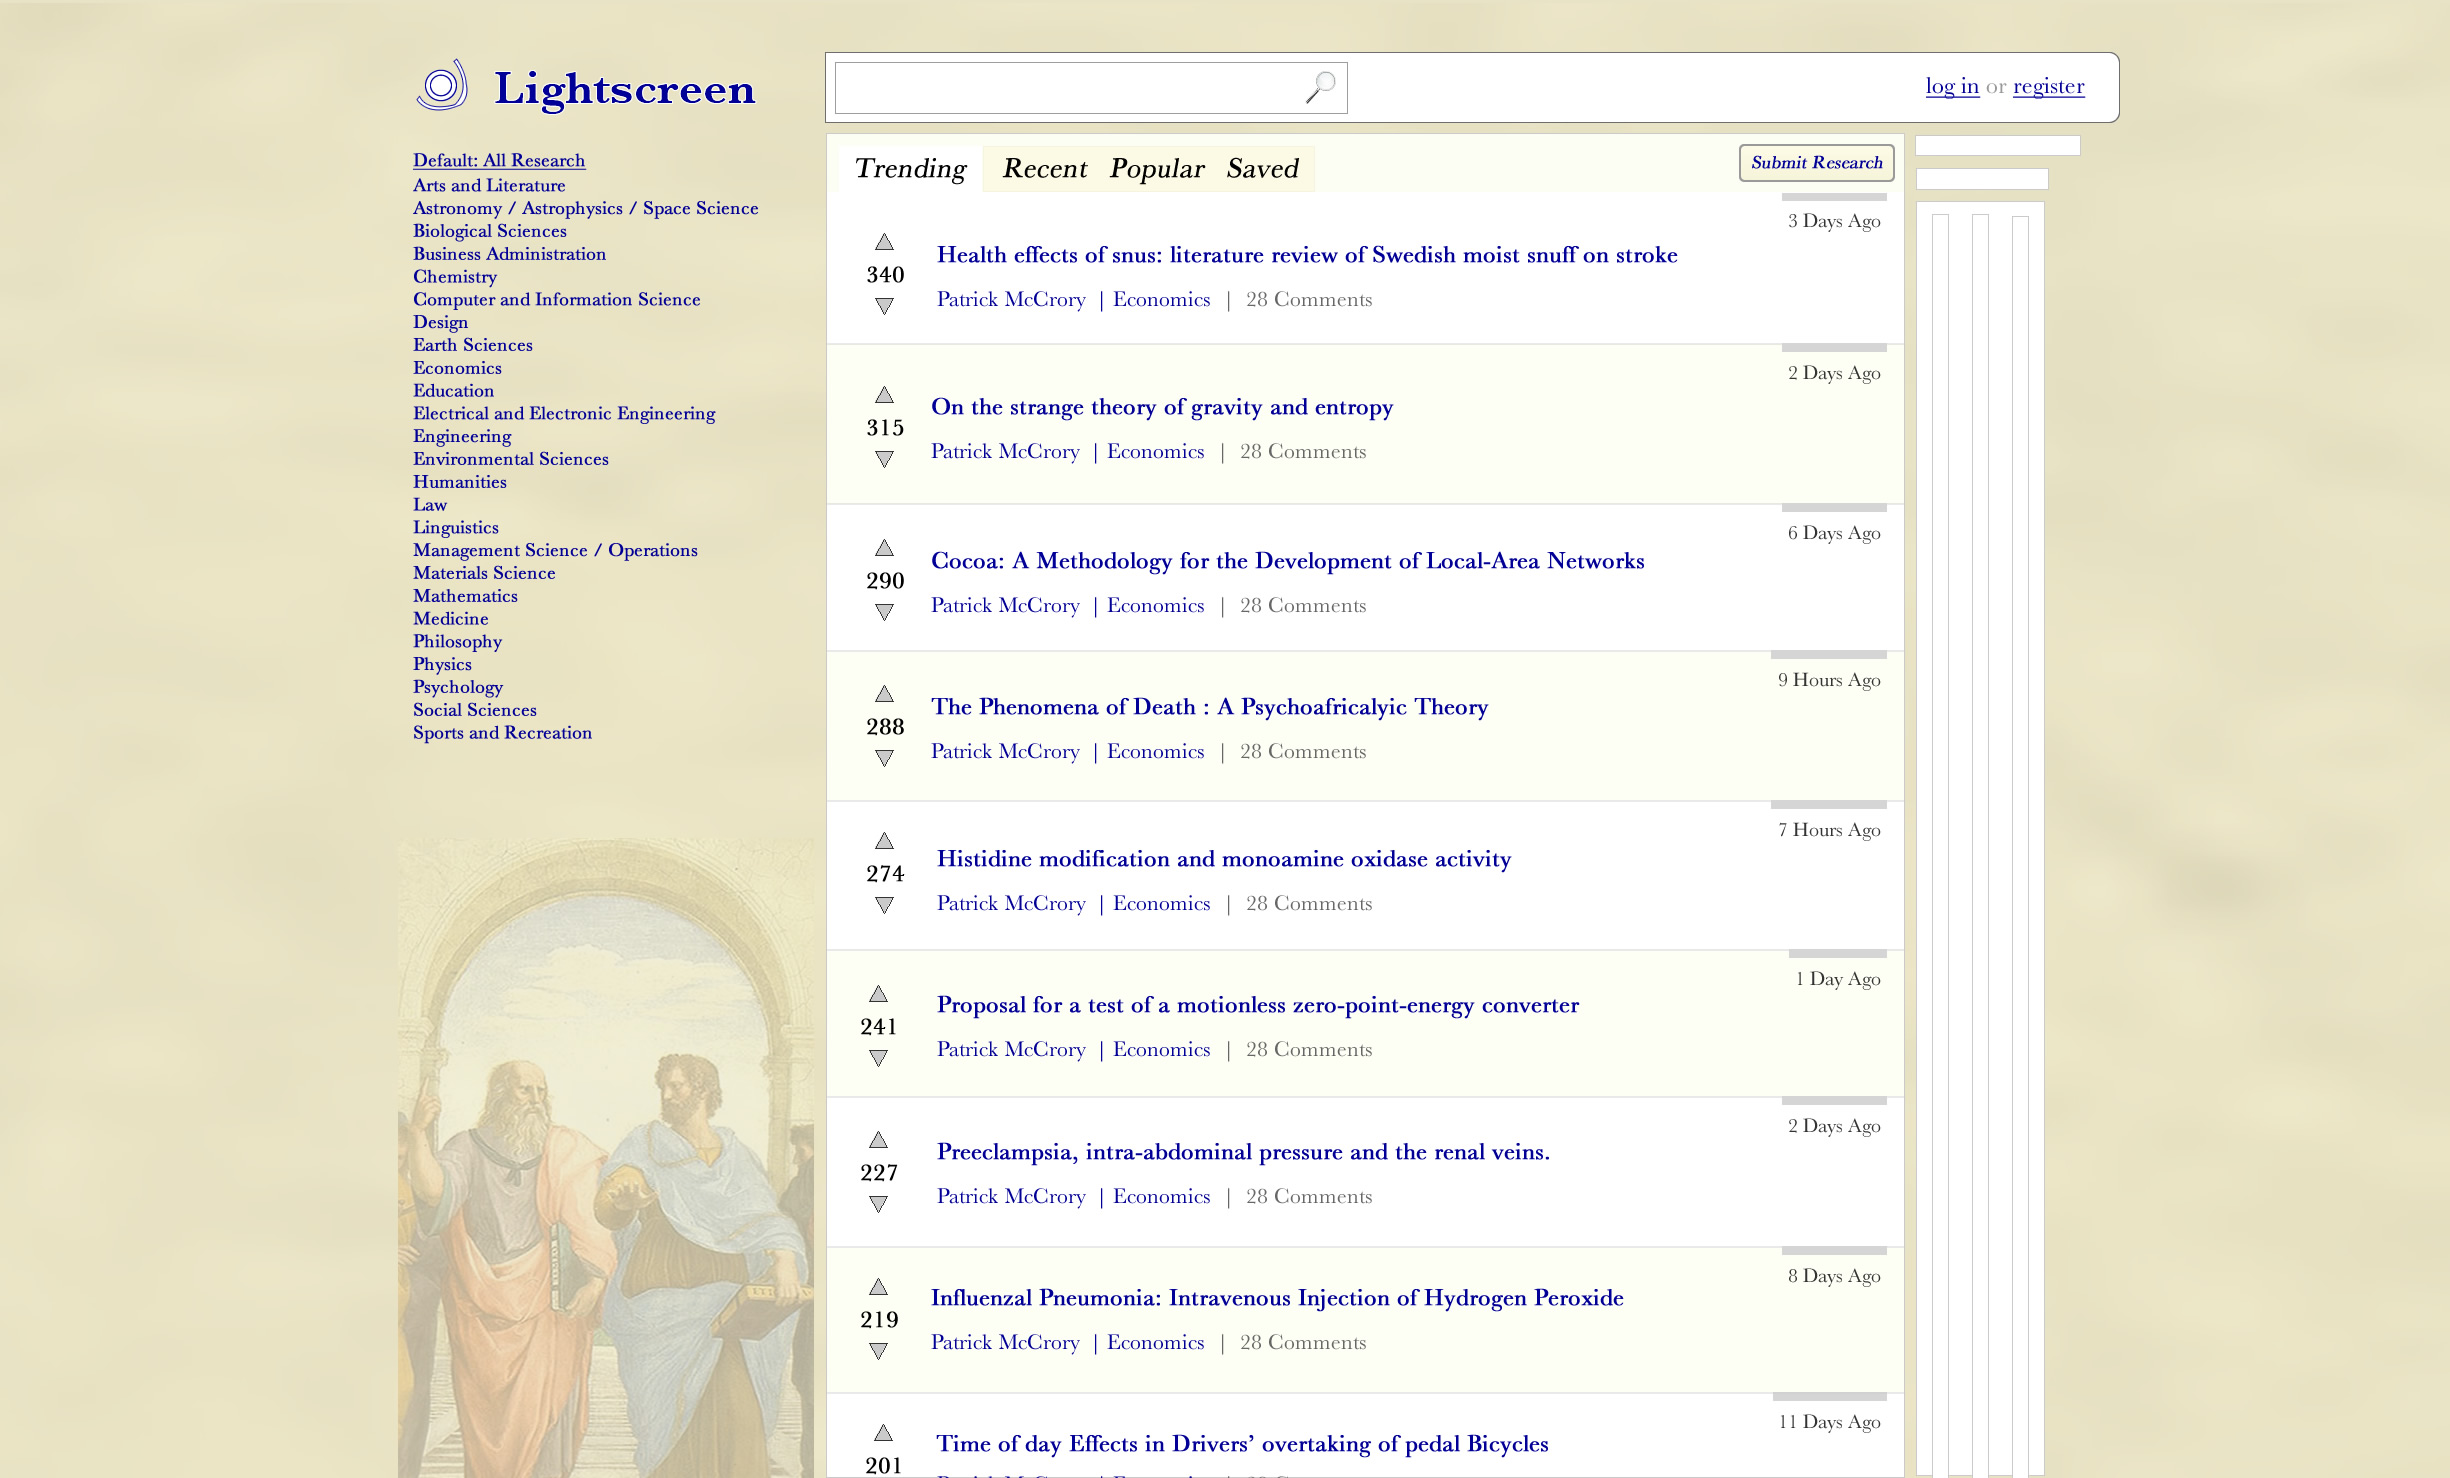 Lightscreen
log in or register
Default: All Research
Arts and Literature
Astronomy / Astrophysics / Space Science
Biological Sciences
Business Administration
Chemistry
Computer and Information Science
Design
Earth Sciences
Economics
Education
Electrical and Electronic Engineering
Engineering
Environmental Sciences
Humanities
Law
Linguistics
Management Science / Operations
Materials Science
Mathematics
Medicine
Philosophy
Physics
Psychology
Social Sciences
Sports and Recreation
Trending Recent Popular Saved
Submit Research
3 Days Ago
340
Health effects of snus: literature review of Swedish moist snuff on stroke
Patrick McCrory | Economics | 28 Comments
2 Days Ago
315
On the strange theory of gravity and entropy
Patrick McCrory | Economics | 28 Comments
6 Days Ago
290
Cocoa: A Methodology for the Development of Local-Area Networks
Patrick McCrory | Economics | 28 Comments
9 Hours Ago
288
The Phenomena of Death : A Psychoafricalyic Theory
Patrick McCrory | Economics | 28 Comments
7 Hours Ago
274
Histidine modification and monoamine oxidase activity
Patrick McCrory | Economics | 28 Comments
1 Day Ago
241
Proposal for a test of a motionless zero-point-energy converter
Patrick McCrory | Economics | 28 Comments
2 Days Ago
227
Preeclampsia, intra-abdominal pressure and the renal veins.
Patrick McCrory | Economics | 28 Comments
8 Days Ago
219
Influenzal Pneumonia: Intravenous Injection of Hydrogen Peroxide
Patrick McCrory | Economics | 28 Comments
11 Days Ago
201
Time of day Effects in Drivers’ overtaking of pedal Bicycles